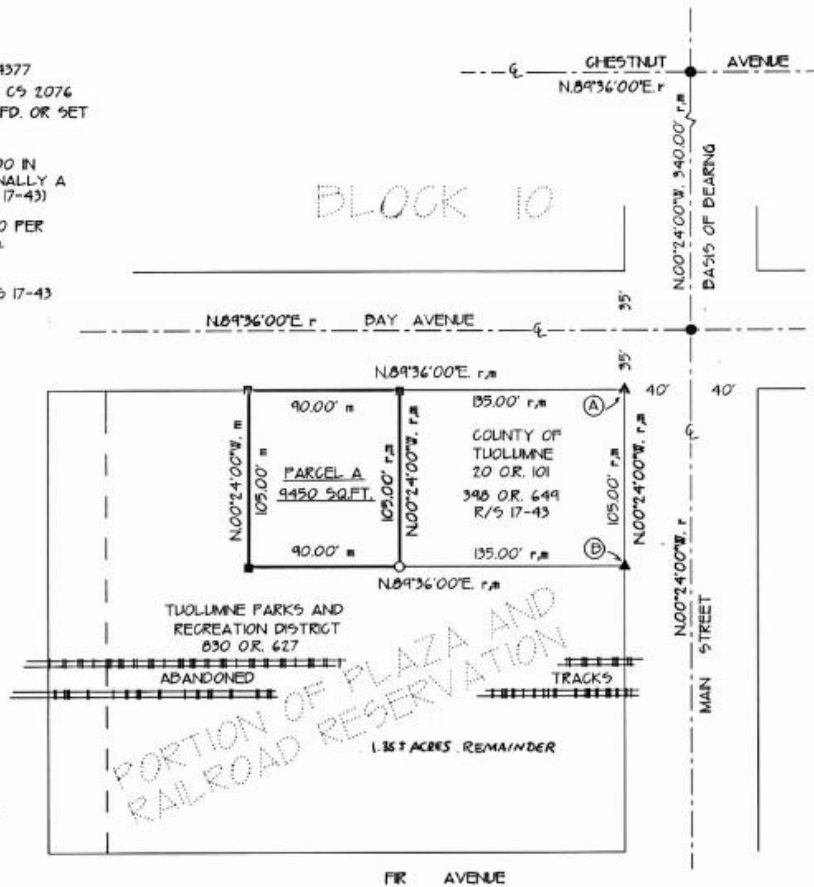 4377
CS 2076
FD. OR SET
00 IN
NALLY A
17-43)
D PER
S 17-43
CHESTNUT AVENUE
N.89°36'00"E. r
N.00°24'00"W. 340.00' r,m
BASIS OF BEARING
BLOCK 10
35'
N.89°36'00"E. r BAY AVENUE
35'
N.89°36'00"E. r,m
40' 40'
90.00' m
135.00' r,m
A
N.00°24'00"W. m
105.00' m
PARCEL A
9450 SQ.FT.
105.00' r,m
N.00°24'00"W. r,m
COUNTY OF
TUOLUMNE
20 O.R. 101
398 O.R. 649
R/S 17-43
105.00' r,m
N.00°24'00"W. r,m
90.00' m
135.00' r,m
B
N.89°36'00"E. r,m
N.00°24'00"W. r
MAIN STREET
TUOLUMNE PARKS AND
RECREATION DISTRICT
830 O.R. 627
ABANDONED
TRACKS
PORTION OF PLAZA AND
RAILROAD RESERVATION
1.36± ACRES REMAINDER
FIR AVENUE